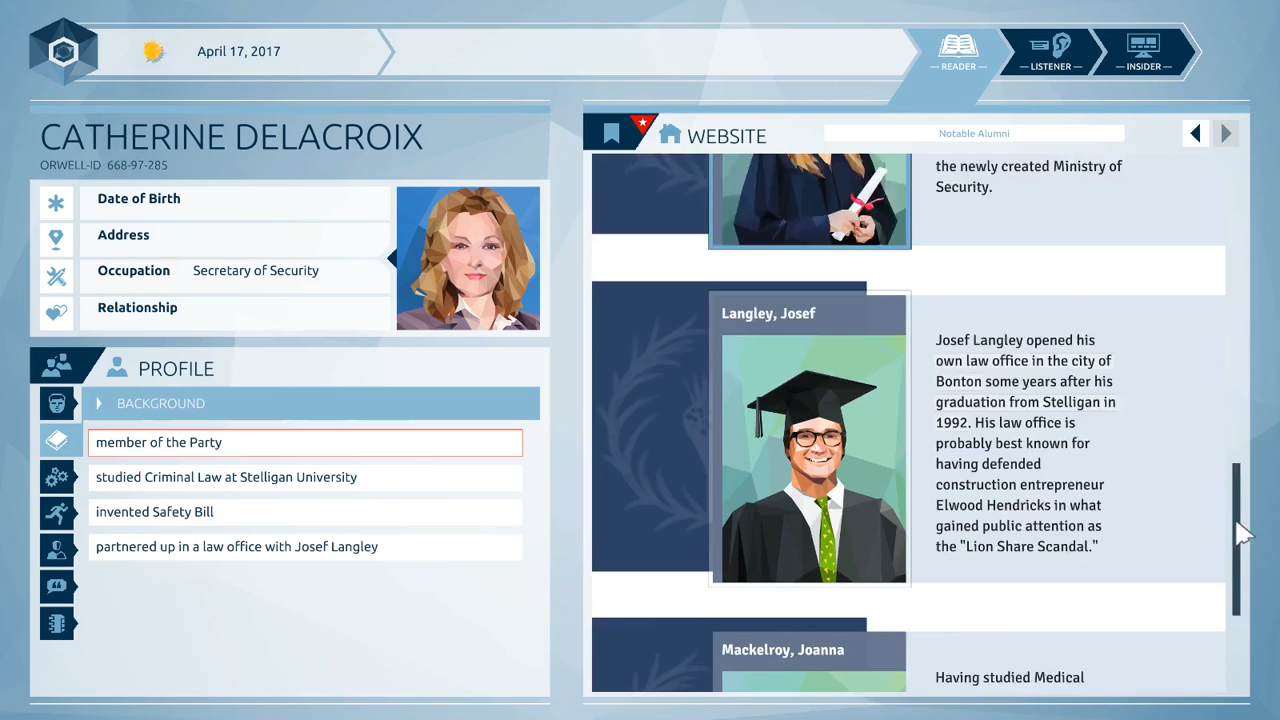 April 17, 2017
— READER —
— LISTENER —
— INSIDER —
CATHERINE DELACROIX
ORWELL-ID 668-97-285
Date of Birth
Address
Occupation Secretary of Security
Relationship
PROFILE
BACKGROUND
member of the Party
studied Criminal Law at Stelligan University
invented Safety Bill
partnered up in a law office with Josef Langley
WEBSITE
Notable Alumni
the newly created Ministry of
Security.
Langley, Josef
Josef Langley opened his
own law office in the city of
Bonton some years after his
graduation from Stelligan in
1992. His law office is
probably best known for
having defended
construction entrepreneur
Elwood Hendricks in what
gained public attention as
the "Lion Share Scandal."
Mackelroy, Joanna
Having studied Medical